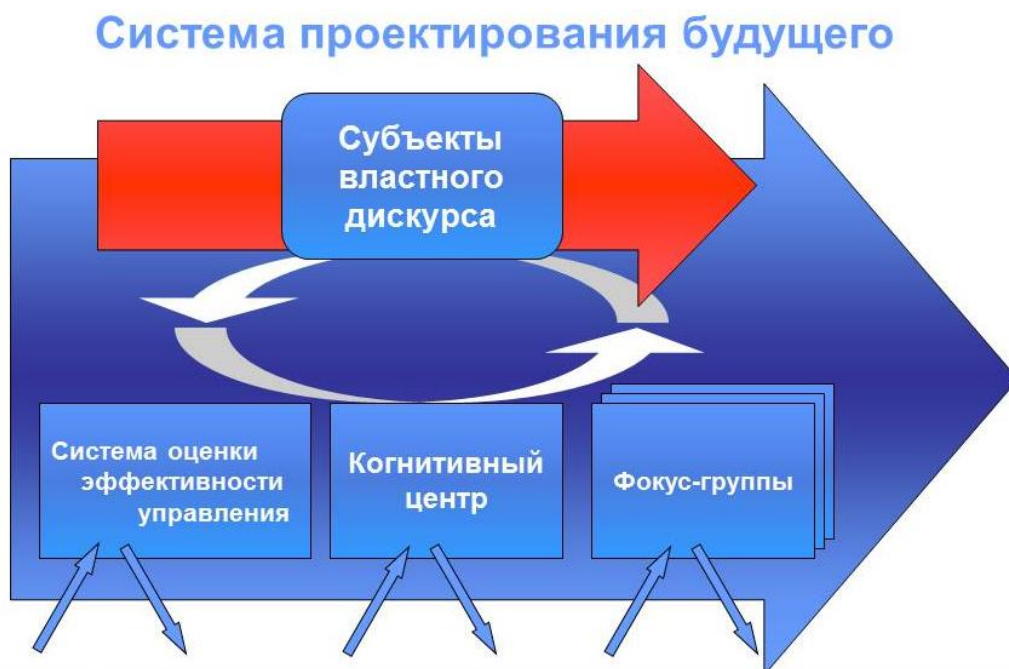 Система проектирования будущего
Субъекты
властного
дискурса
Система оценки
эффективности
управления
Когнитивный
центр
Фокус-группы